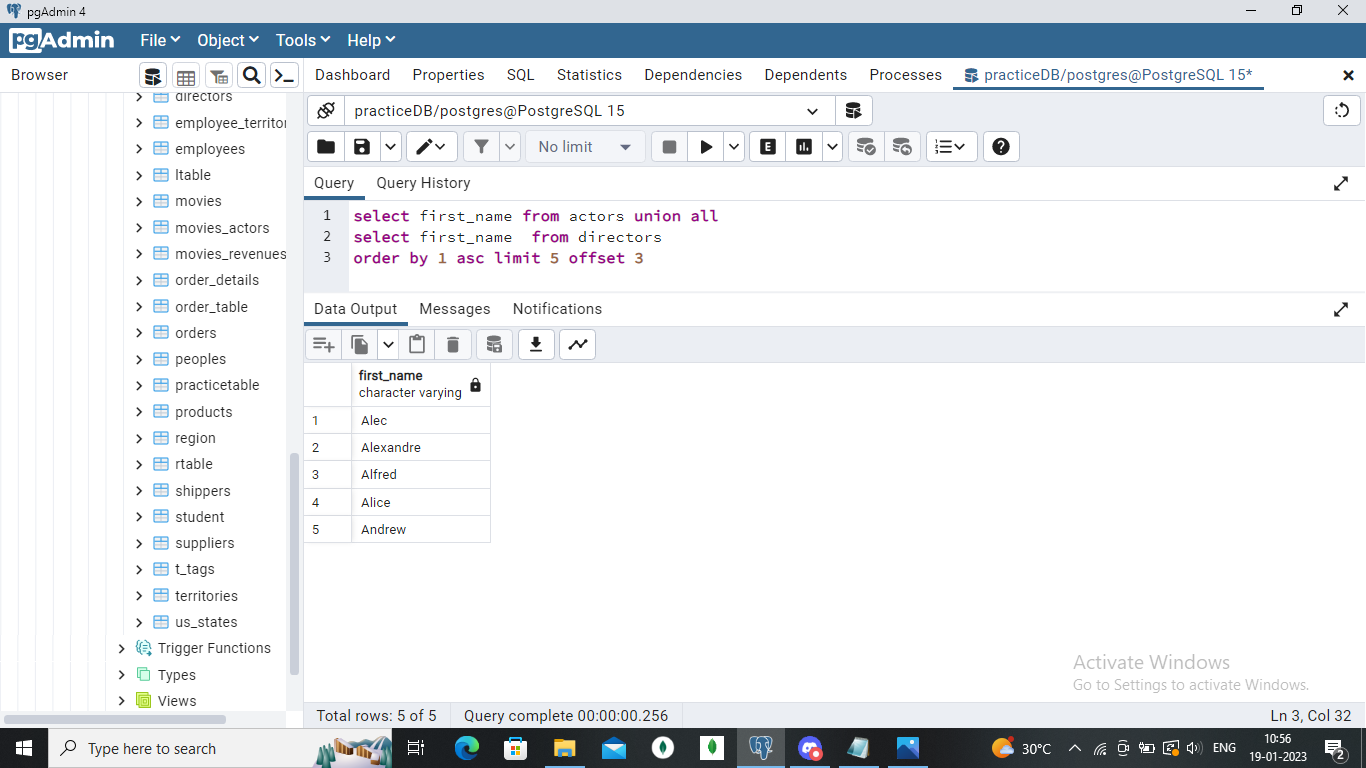 pgAdmin 4
pgAdmin File Object Tools Help
Browser
Dashboard Properties SQL Statistics Dependencies Dependents Processes practiceDB/postgres@PostgreSQL 15*
practiceDB/postgres@PostgreSQL 15
No limit
Query Query History
1 select first_name from actors union all
2 select first_name from directors
3 order by 1 asc limit 5 offset 3
Data Output Messages Notifications
first_name
character varying
1 Alec
2 Alexandre
3 Alfred
4 Alice
5 Andrew
directors
employee_territo
employees
ltable
movies
movies_actors
movies_revenues
order_details
order_table
orders
peoples
practicetable
products
region
rtable
shippers
student
suppliers
t_tags
territories
us_states
Trigger Functions
Types
Views
Activate Windows
Go to Settings to activate Windows.
Total rows: 5 of 5 Query complete 00:00:00.256 Ln 3, Col 32
Type here to search
30°C ENG
10:56
19-01-2023
2